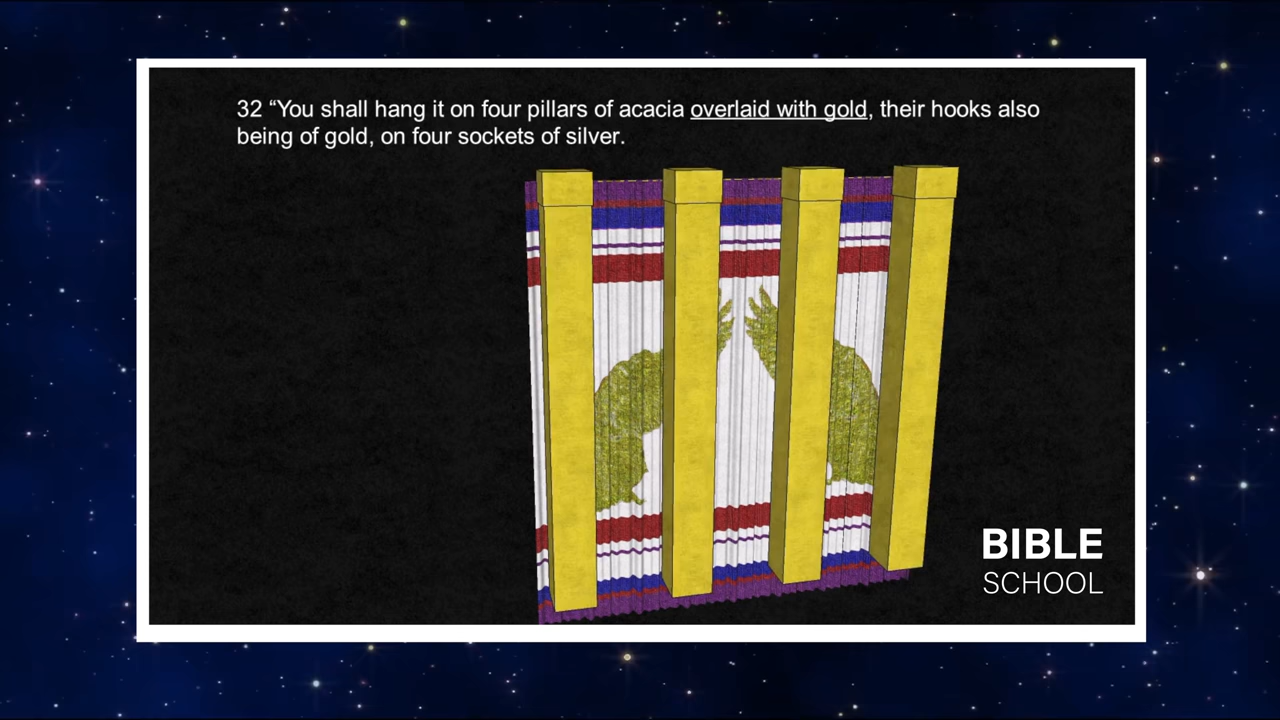 32 “You shall hang it on four pillars of acacia overlaid with gold, their hooks also
being of gold, on four sockets of silver.
BIBLE
SCHOOL